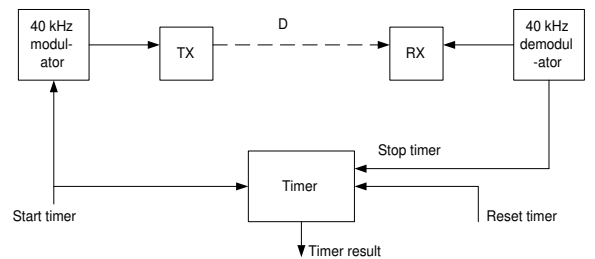 40 kHz
modul-
ator
TX
D
RX
40 kHz
demodul
-ator
Stop timer
Timer
Start timer
Reset timer
Timer result